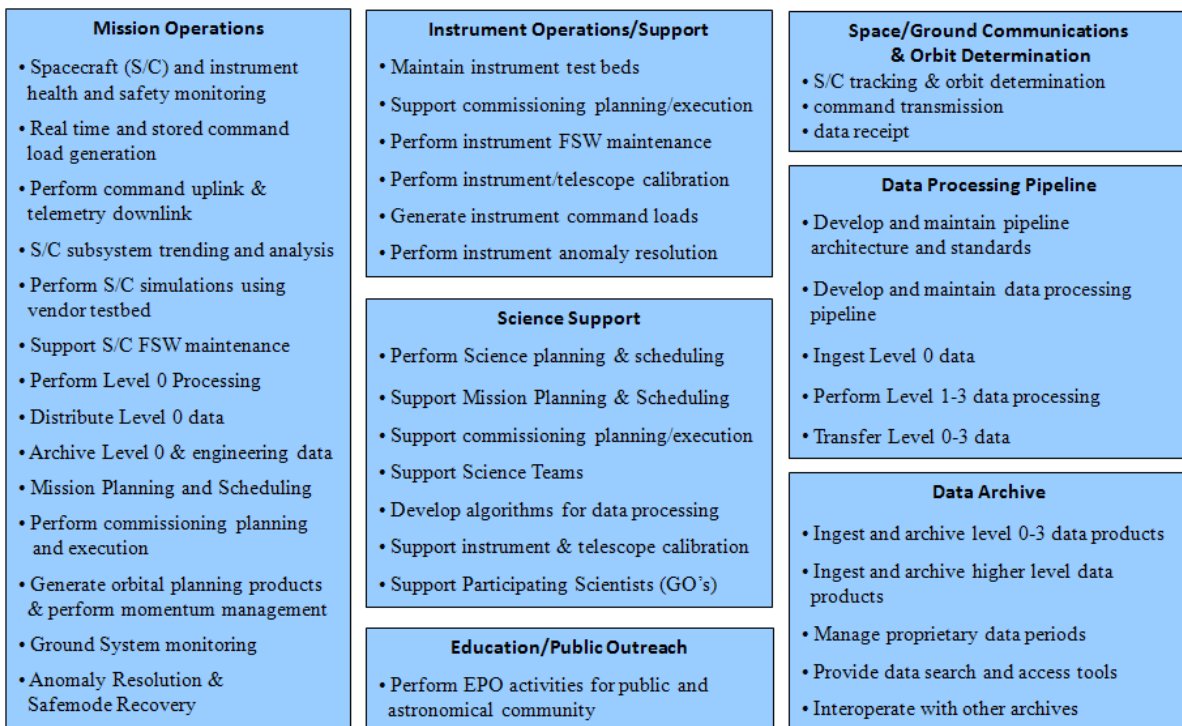 Mission Operations
• Spacecraft (S/C) and instrument
health and safety monitoring
• Real time and stored command
load generation
• Perform command uplink &
telemetry downlink
• S/C subsystem trending and analysis
• Perform S/C simulations using
vendor testbed
• Support S/C FSW maintenance
• Perform Level 0 Processing
• Distribute Level 0 data
• Archive Level 0 & engineering data
• Mission Planning and Scheduling
• Perform commissioning planning
and execution
• Generate orbital planning products
& perform momentum management
• Ground System monitoring
• Anomaly Resolution &
Safemode Recovery
Instrument Operations/Support
• Maintain instrument test beds
• Support commissioning planning/execution
• Perform instrument FSW maintenance
• Perform instrument/telescope calibration
• Generate instrument command loads
• Perform instrument anomaly resolution
Science Support
• Perform Science planning & scheduling
• Support Mission Planning & Scheduling
• Support commissioning planning/execution
• Support Science Teams
• Develop algorithms for data processing
• Support instrument & telescope calibration
• Support Participating Scientists (GO's)
Education/Public Outreach
• Perform EPO activities for public and
astronomical community
Space/Ground Communications
& Orbit Determination
• S/C tracking & orbit determination
• command transmission
• data receipt
Data Processing Pipeline
• Develop and maintain pipeline
architecture and standards
• Develop and maintain data processing
pipeline
• Ingest Level 0 data
• Perform Level 1-3 data processing
• Transfer Level 0-3 data
Data Archive
• Ingest and archive level 0-3 data products
• Ingest and archive higher level data
products
• Manage proprietary data periods
• Provide data search and access tools
• Interoperate with other archives